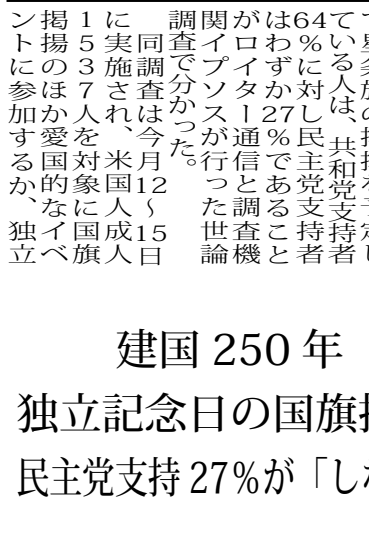 ている人は、共和党支持者
64%に対し民主党支持者
はわずか27%であること
がロイター通信と調査機
関イプソスが行った世論
調査で分かった。
同調査は今月12〜15日
に実施され、米国人成人
1537人を対象に国旗
掲揚のほか愛国的なイベ
ントに参加するか、独立
建国 250 年
独立記念日の国旗
民主党支持 27%が「し